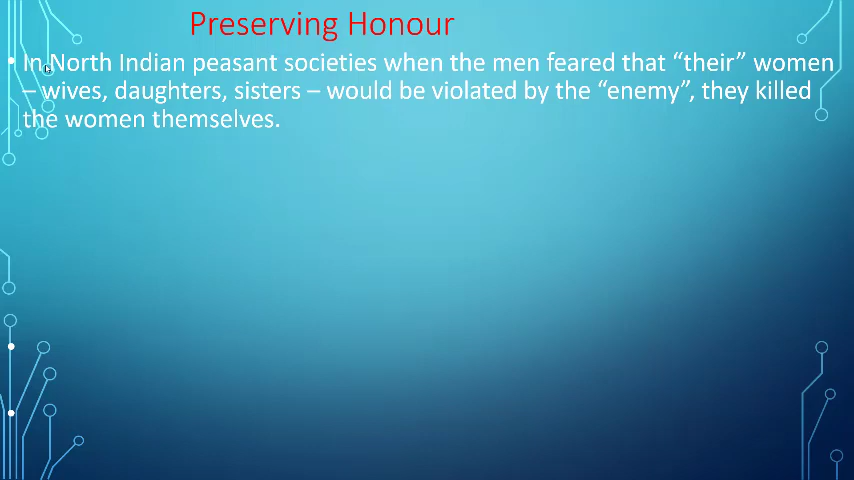 Preserving Honour
• In North Indian peasant societies when the men feared that “their” women
– wives, daughters, sisters – would be violated by the “enemy”, they killed
the women themselves.